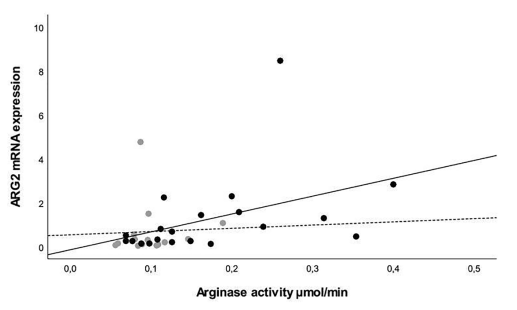 10
8
6
4
2
0
ARG2 mRNA expression
0,0 0,1 0,2 0,3 0,4 0,5
Arginase activity µmol/min